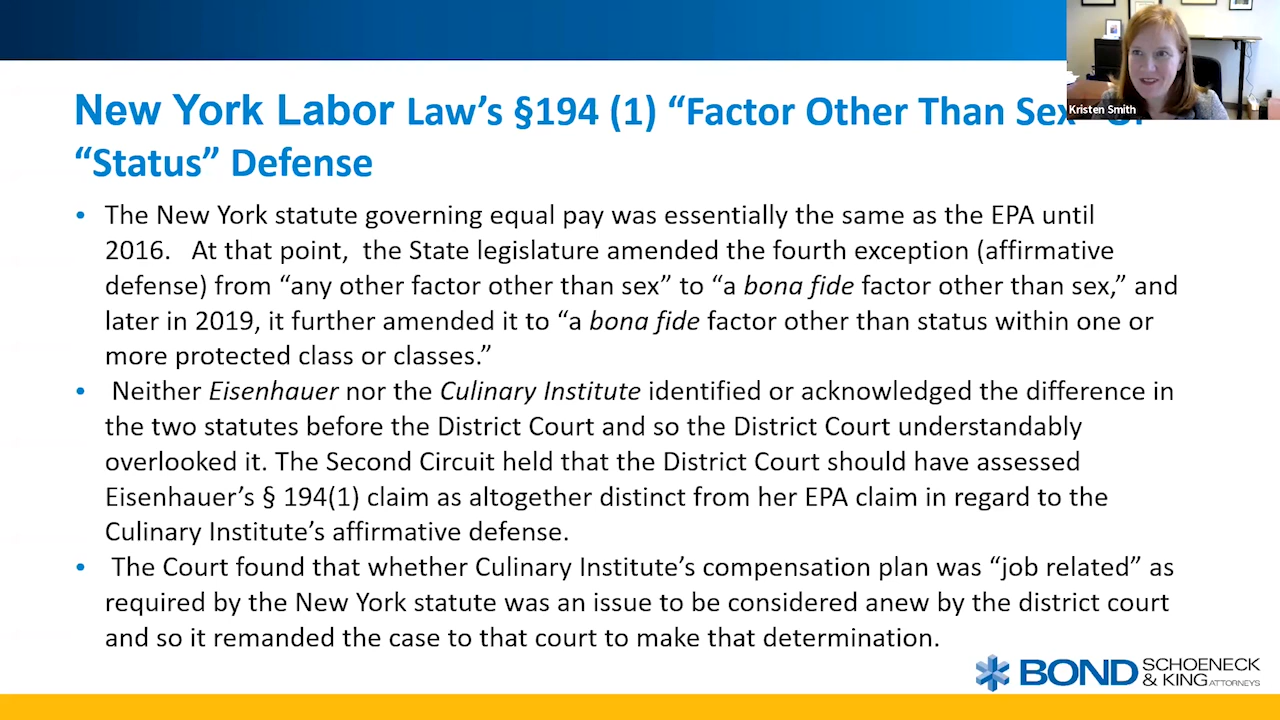 Kristen Smith
New York Labor Law’s §194 (1) “Factor Other Than Sex”
“Status” Defense
• The New York statute governing equal pay was essentially the same as the EPA until
2016. At that point, the State legislature amended the fourth exception (affirmative
defense) from “any other factor other than sex” to “a bona fide factor other than sex,” and
later in 2019, it further amended it to “a bona fide factor other than status within one or
more protected class or classes.”
• Neither Eisenhauer nor the Culinary Institute identified or acknowledged the difference in
the two statutes before the District Court and so the District Court understandably
overlooked it. The Second Circuit held that the District Court should have assessed
Eisenhauer’s § 194(1) claim as altogether distinct from her EPA claim in regard to the
Culinary Institute’s affirmative defense.
• The Court found that whether Culinary Institute’s compensation plan was “job related” as
required by the New York statute was an issue to be considered anew by the district court
and so it remanded the case to that court to make that determination.
BOND SCHOENECK
& KING ATTORNEYS